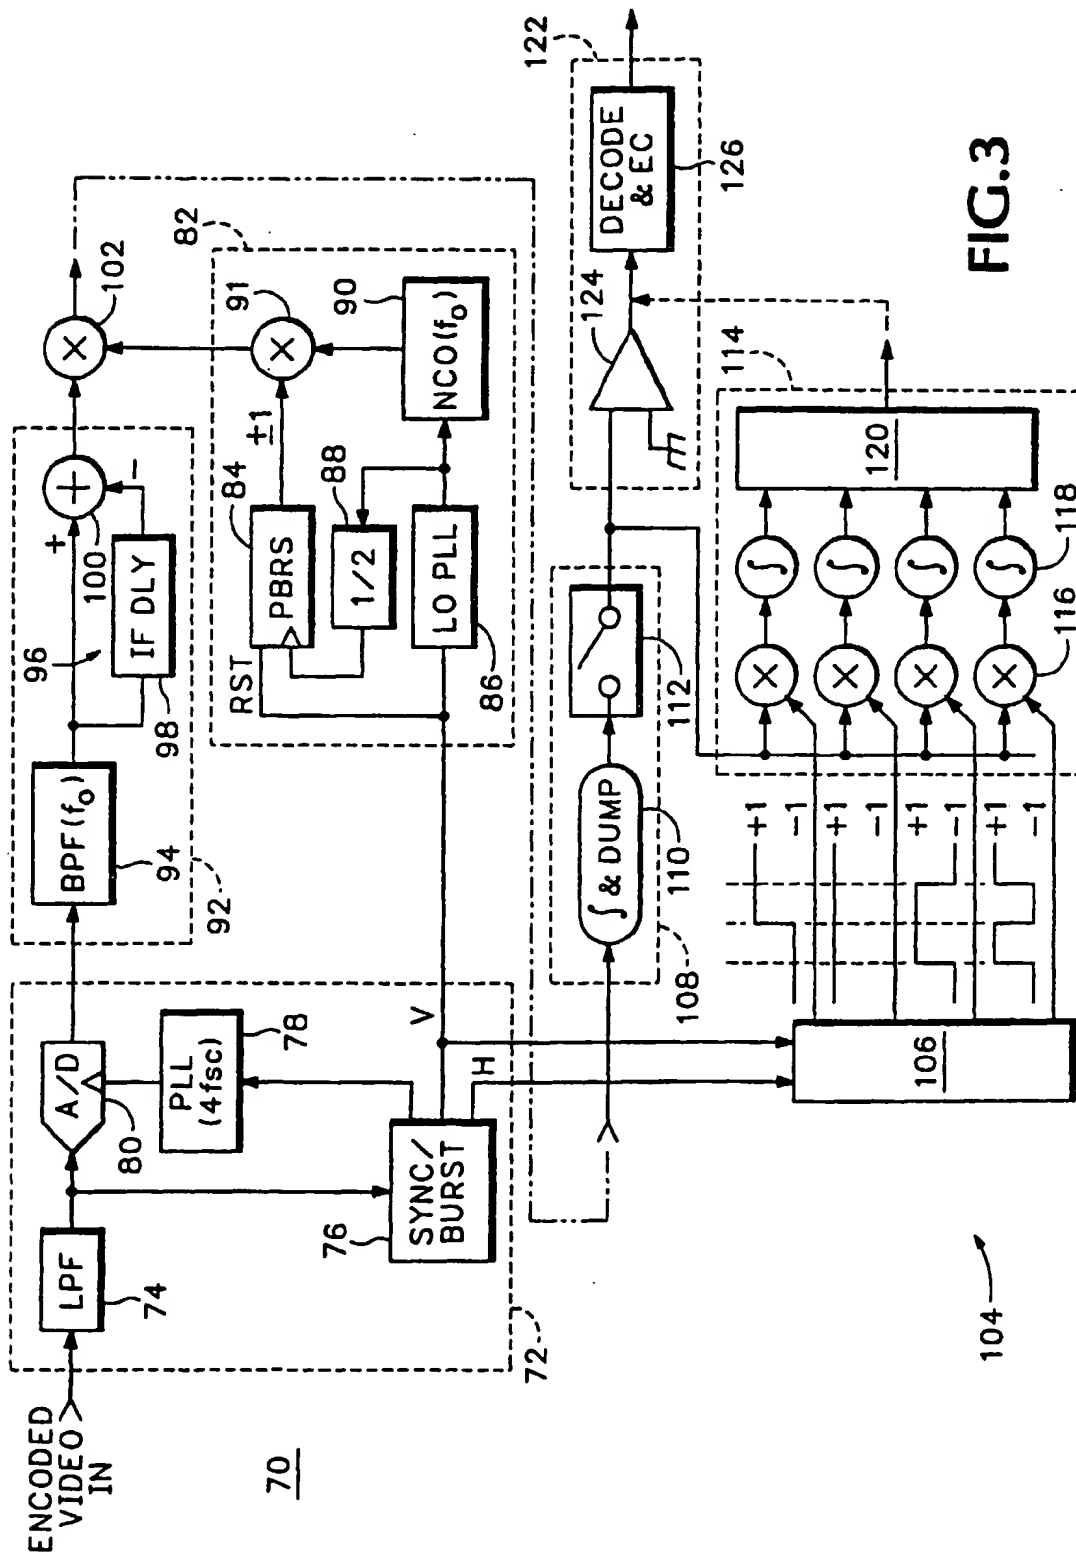 ENCODED
VIDEO
IN
70
LPF
74
A/D
80
PLL
(4fsc)
78
SYNC/
BURST
76
72
V
H
BPF(fo)
94
92
96
+
100
−
IF DLY
98
102
82
RST
PBRS
84
±1
91
1/2
88
LO PLL
86
NCO(fo)
90
∫ & DUMP
110
108
112
124
DECODE
& EC
126
122
104
106
+1
−1
+1
−1
+1
−1
+1
−1
116
118
120
114
FIG.3